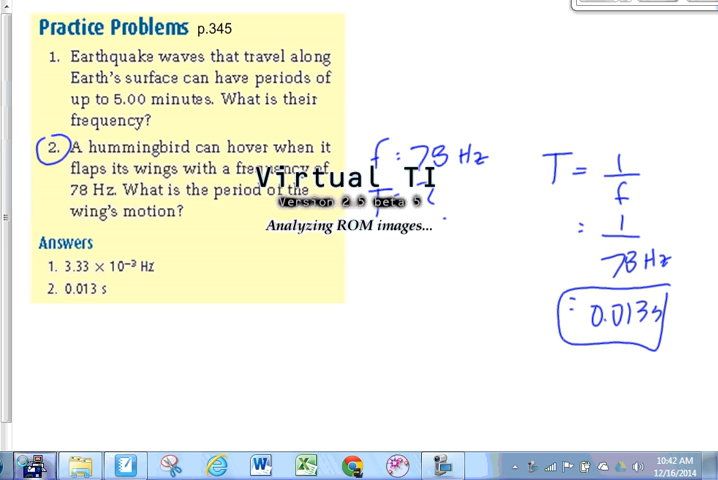 Practice Problems p.345
1. Earthquake waves that travel along
Earth's surface can have periods of
up to 5.00 minutes. What is their
frequency?
2. A hummingbird can hover when it
flaps its wings with a frequency of
78 Hz. What is the period of the
wing's motion?
Answers
1. 3.33 × 10⁻³ Hz
2. 0.013 s
f = 78 Hz
T = ?
Virtual TI
Version 2.5 beta 5
Analyzing ROM images...
T = 1/f
= 1/78 Hz
= 0.013s
10:42 AM
12/16/2014